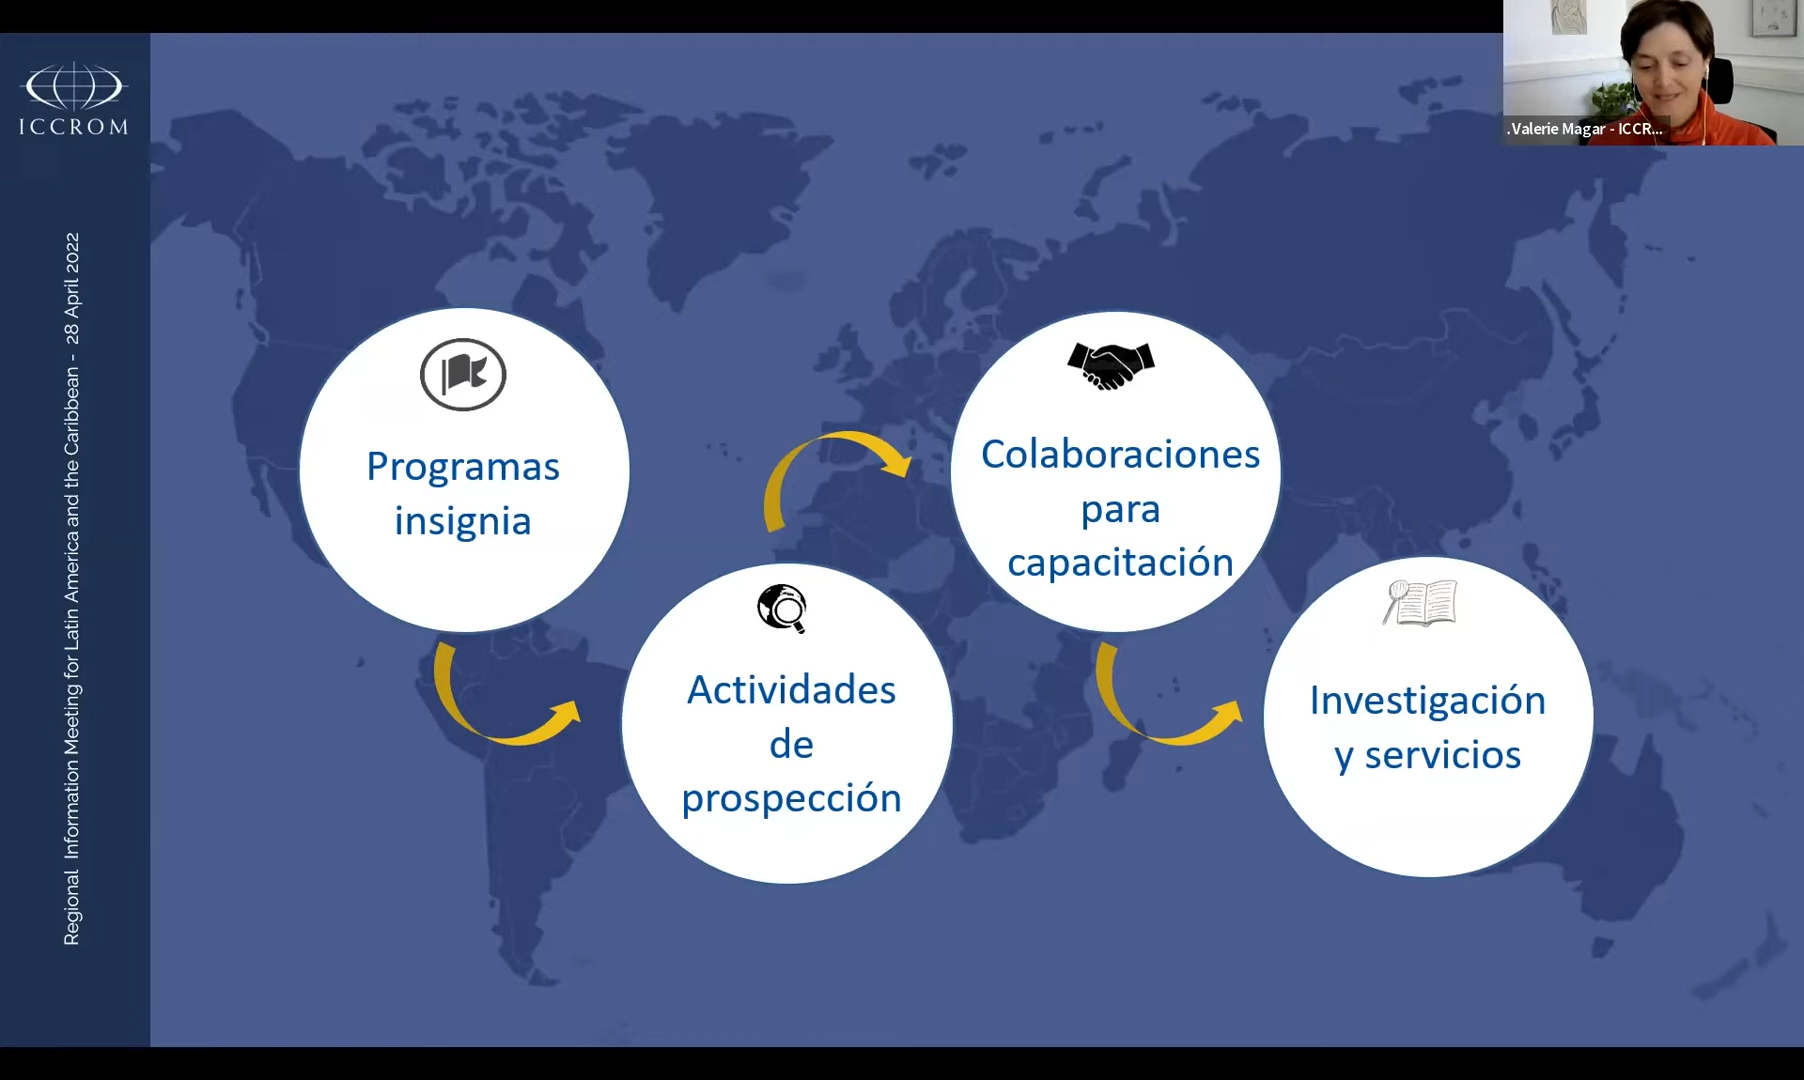 ICCROM
Regional Information Meeting for Latin America and the Caribbean - 28 April 2022
.Valerie Magar - ICCR...
Programas
insignia
Actividades
de
prospección
Colaboraciones
para
capacitación
Investigación
y servicios